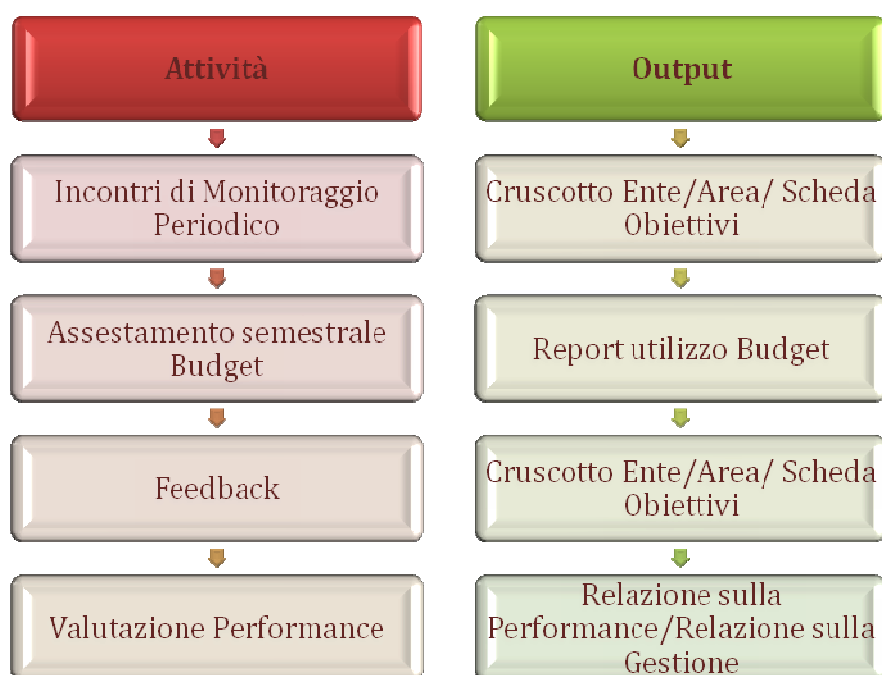 Attività
Output
Incontri di Monitoraggio
Periodico
Cruscotto Ente/Area/ Scheda
Obiettivi
Assestamento semestrale
Budget
Report utilizzo Budget
Feedback
Cruscotto Ente/Area/ Scheda
Obiettivi
Valutazione Performance
Relazione sulla
Performance/Relazione sulla
Gestione